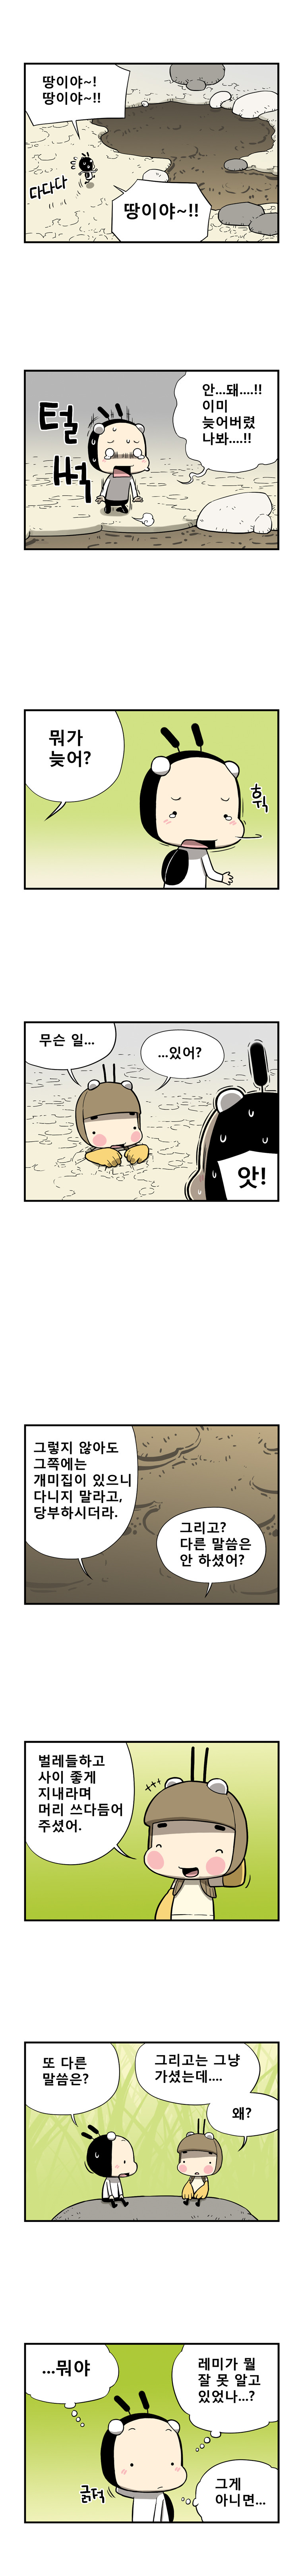 땅이야~!
땅이야~!!
다다다
땅이야~!!
털
썩
안...돼....!!
이미
늦어버렸
나봐....!!
뭐가
늦어?
휙
무슨 일...
...있어?
앗!
그렇지 않아도
그쪽에는
개미집이 있으니
다니지 말라고,
당부하시더라.
그리고?
다른 말씀은
안 하셨어?
벌레들하고
사이 좋게
지내라며
머리 쓰다듬어
주셨어.
또 다른
말씀은?
그리고는 그냥
가셨는데....
왜?
...뭐야
레미가 뭘
잘 못 알고
있었나...?
긁적
그게
아니면...